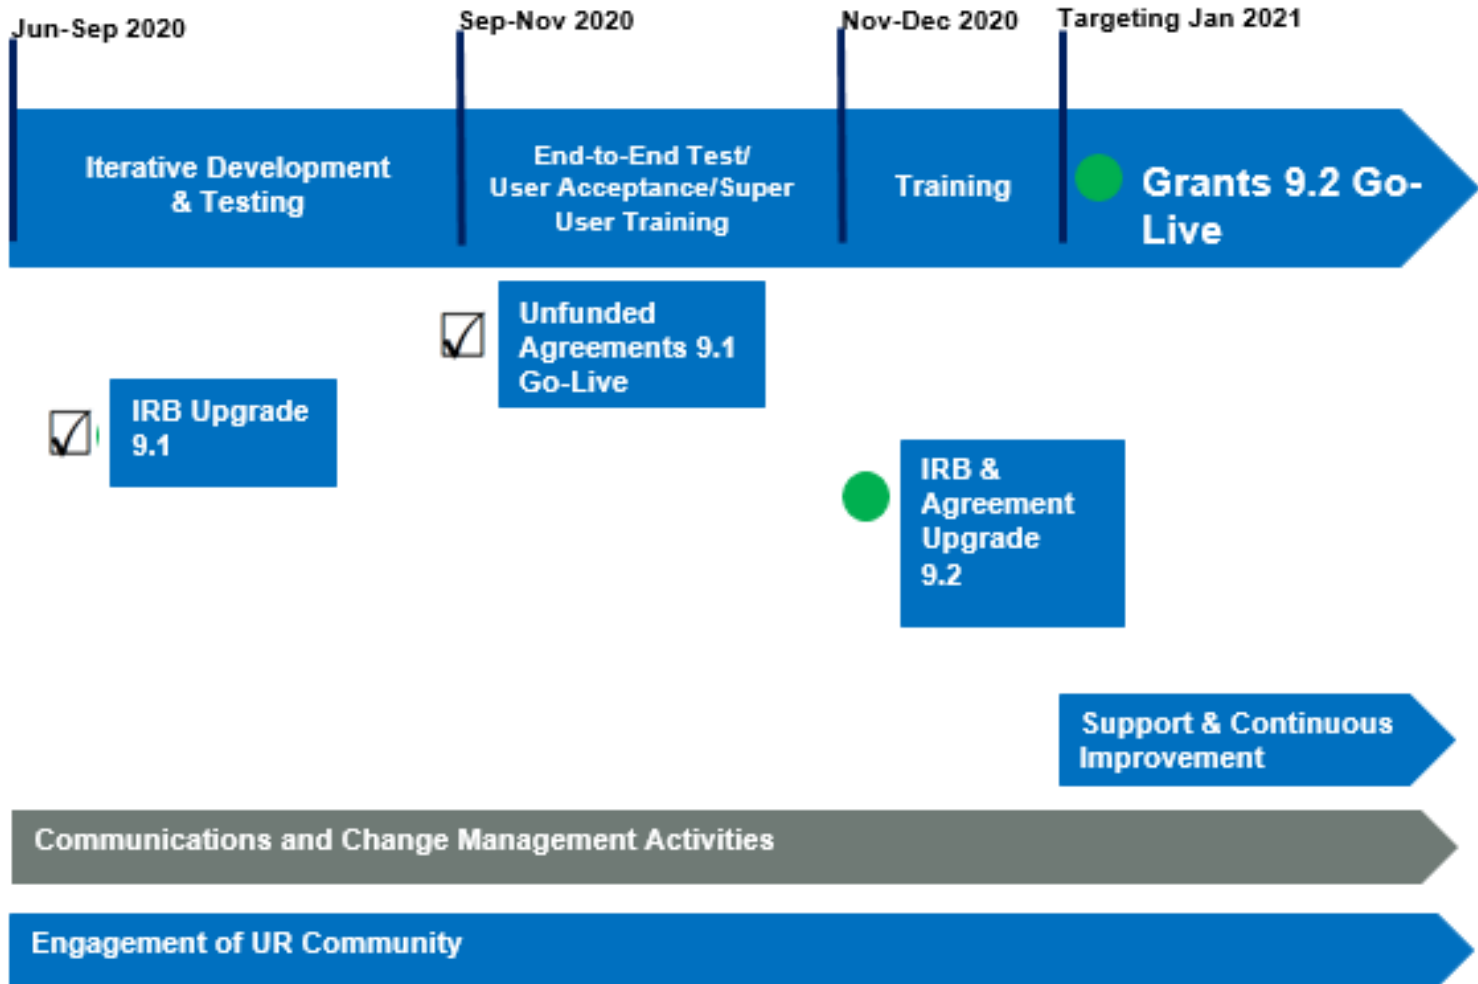 Jun-Sep 2020
Sep-Nov 2020
Nov-Dec 2020
Targeting Jan 2021
Iterative Development
& Testing
End-to-End Test/
User Acceptance/Super
User Training
Training
Grants 9.2 Go-
Live
Unfunded
Agreements 9.1
Go-Live
IRB Upgrade
9.1
IRB &
Agreement
Upgrade
9.2
Support & Continuous
Improvement
Communications and Change Management Activities
Engagement of UR Community